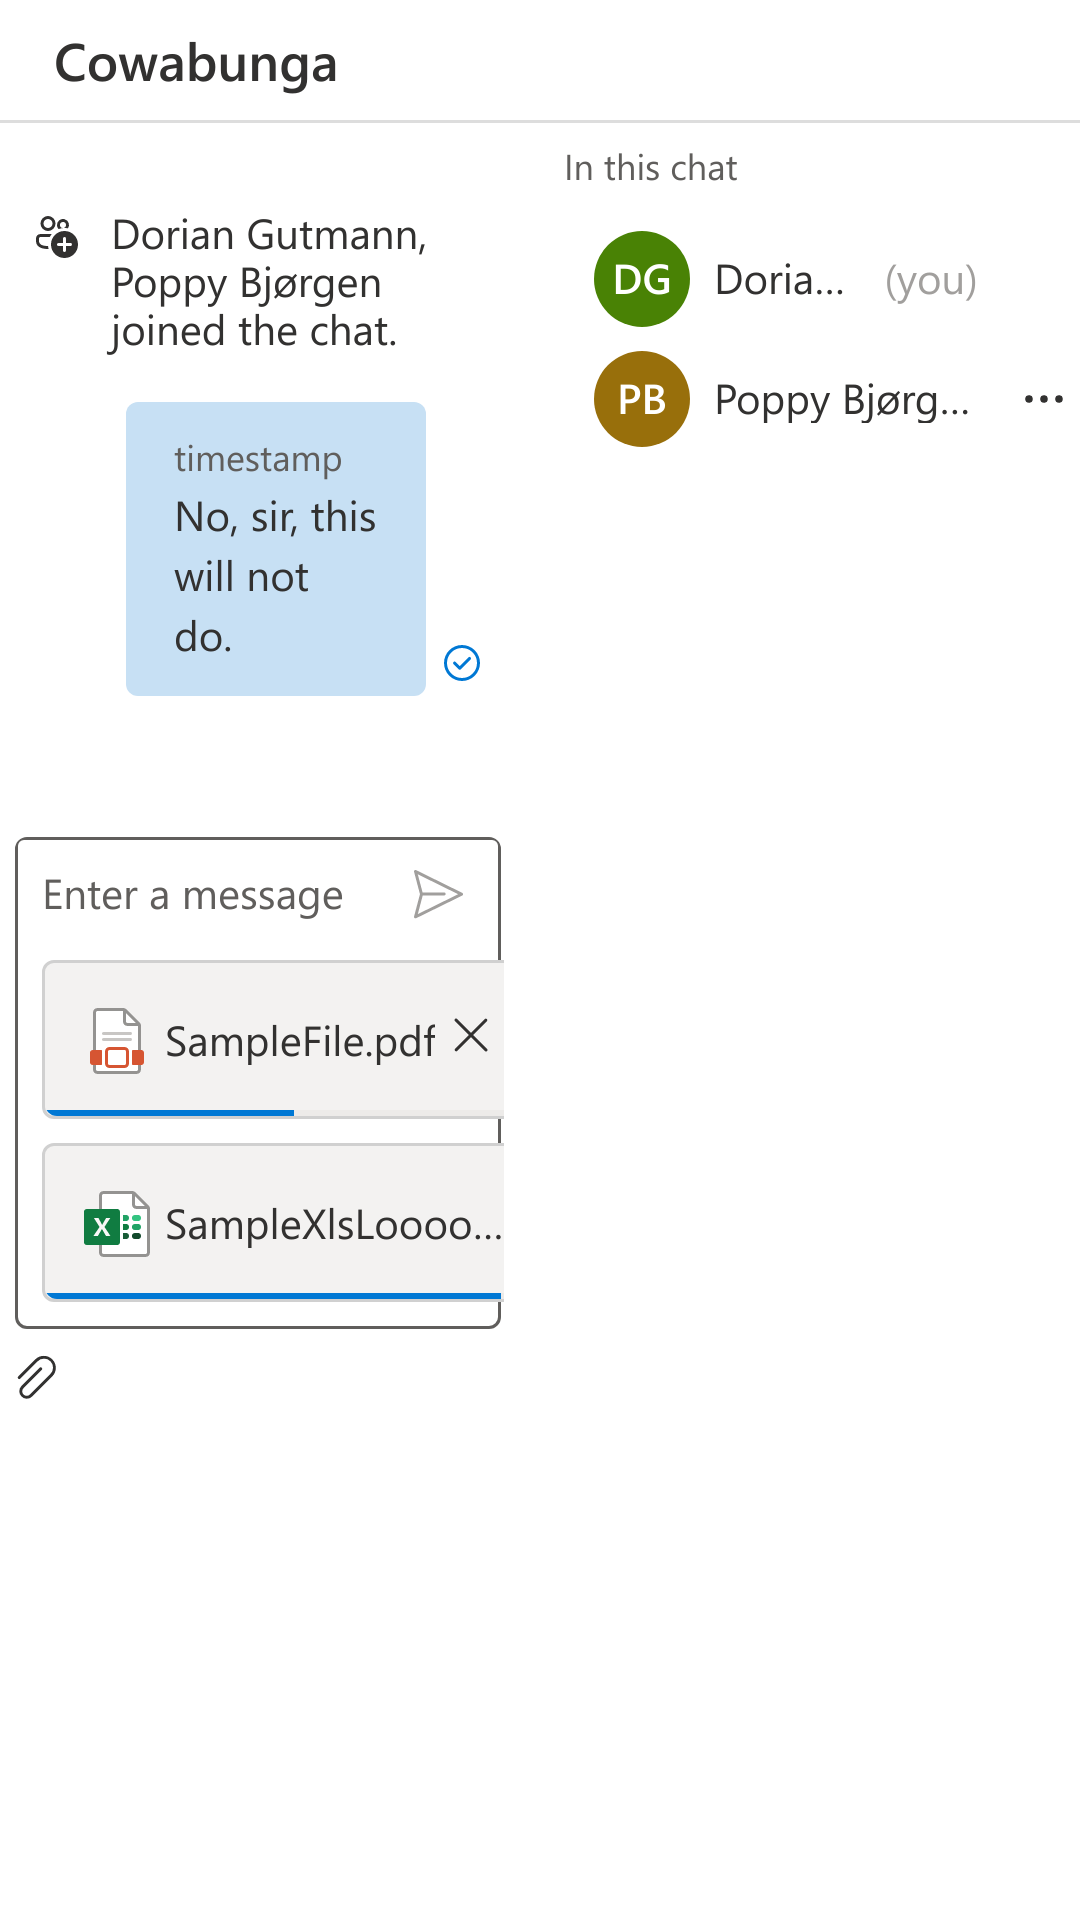 Cowabunga
In this chat
Dorian Gutmann,
Poppy Bjørgen
joined the chat.
DG
Doria... (you)
PB
Poppy Bjørg...
timestamp
No, sir, this
will not
do.
Enter a message
SampleFile.pdf
X
SampleXlsLoooo...